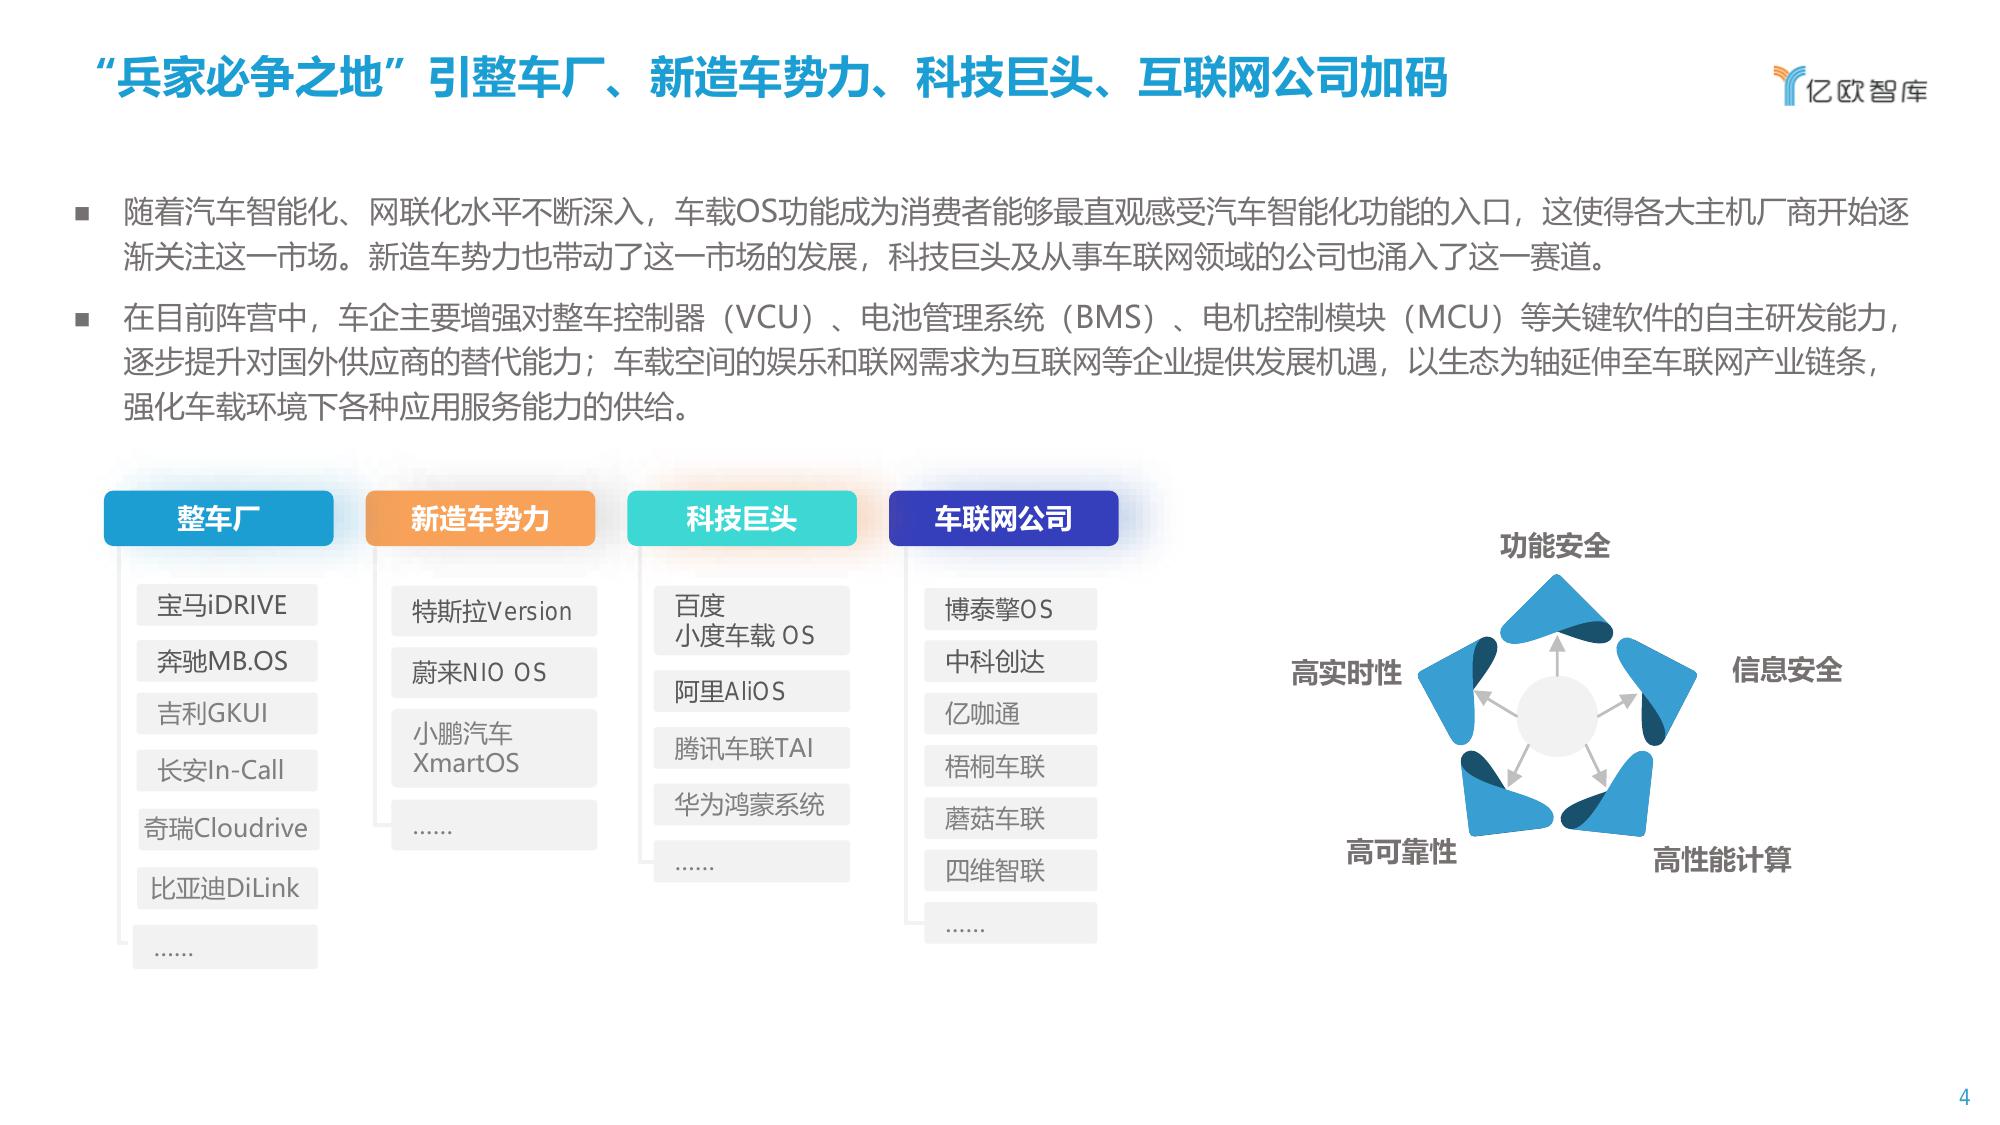 “兵家必争之地”引整车厂、新造车势力、科技巨头、互联网公司加码
亿欧智库
■ 随着汽车智能化、网联化水平不断深入，车载OS功能成为消费者能够最直观感受汽车智能化功能的入口，这使得各大主机厂商开始逐
渐关注这一市场。新造车势力也带动了这一市场的发展，科技巨头及从事车联网领域的公司也涌入了这一赛道。
■ 在目前阵营中，车企主要增强对整车控制器（VCU）、电池管理系统（BMS）、电机控制模块（MCU）等关键软件的自主研发能力，
逐步提升对国外供应商的替代能力；车载空间的娱乐和联网需求为互联网等企业提供发展机遇，以生态为轴延伸至车联网产业链条，
强化车载环境下各种应用服务能力的供给。
整车厂
宝马iDRIVE
奔驰MB.OS
吉利GKUI
长安In-Call
奇瑞Cloudrive
比亚迪DiLink
......
新造车势力
特斯拉Version
蔚来NIO OS
小鹏汽车
XmartOS
......
科技巨头
百度
小度车载 OS
阿里AliOS
腾讯车联TAI
华为鸿蒙系统
......
车联网公司
博泰擎OS
中科创达
亿咖通
梧桐车联
蘑菇车联
四维智联
......
功能安全
高实时性
信息安全
高可靠性
高性能计算
4